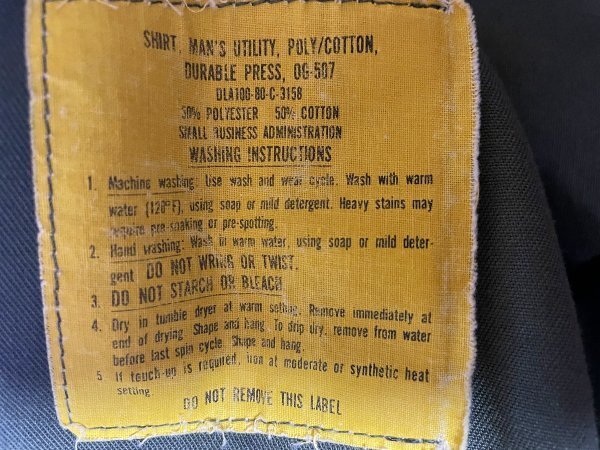 SHIRT, MAN'S UTILITY, POLY/COTTON,
DURABLE PRESS, OG-507
DLA100-80-C-3158
50% POLYESTER 50% COTTON
SMALL BUSINESS ADMINISTRATION
WASHING INSTRUCTIONS
1. Machine washing: Use wash and wear cycle. Wash with warm
water (120°F), using soap or mild detergent. Heavy stains may
require pre-soaking or pre-spotting.
2. Hand washing: Wash in warm water, using soap or mild deter-
gent DO NOT WRING OR TWIST.
3. DO NOT STARCH OR BLEACH
4. Dry in tumble dryer at warm setting. Remove immediately at
end of drying Shape and hang. To drip dry, remove from water
before last spin cycle. Shape and hang.
5 If touch-up is required, iron at moderate or synthetic heat
setting.
DO NOT REMOVE THIS LABEL